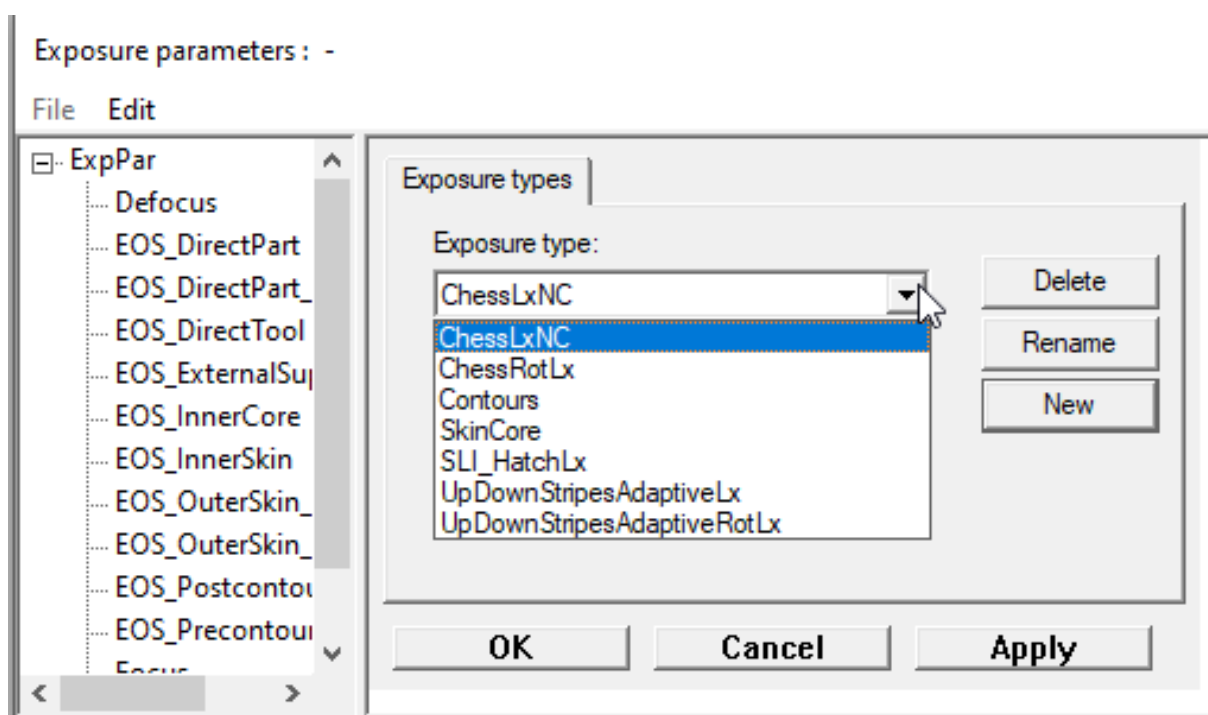 Exposure parameters : -
File Edit
ExpPar
Defocus
EOS_DirectPart
EOS_DirectPart_
EOS_DirectTool
EOS_ExternalSup
EOS_InnerCore
EOS_InnerSkin
EOS_OuterSkin_
EOS_OuterSkin_
EOS_Postcontou
EOS_Precontour
Focus
Exposure types
Exposure type:
ChessLxNC
ChessLxNC
ChessRotLx
Contours
SkinCore
SLI_HatchLx
UpDownStripesAdaptiveLx
UpDownStripesAdaptiveRotLx
Delete
Rename
New
OK Cancel Apply